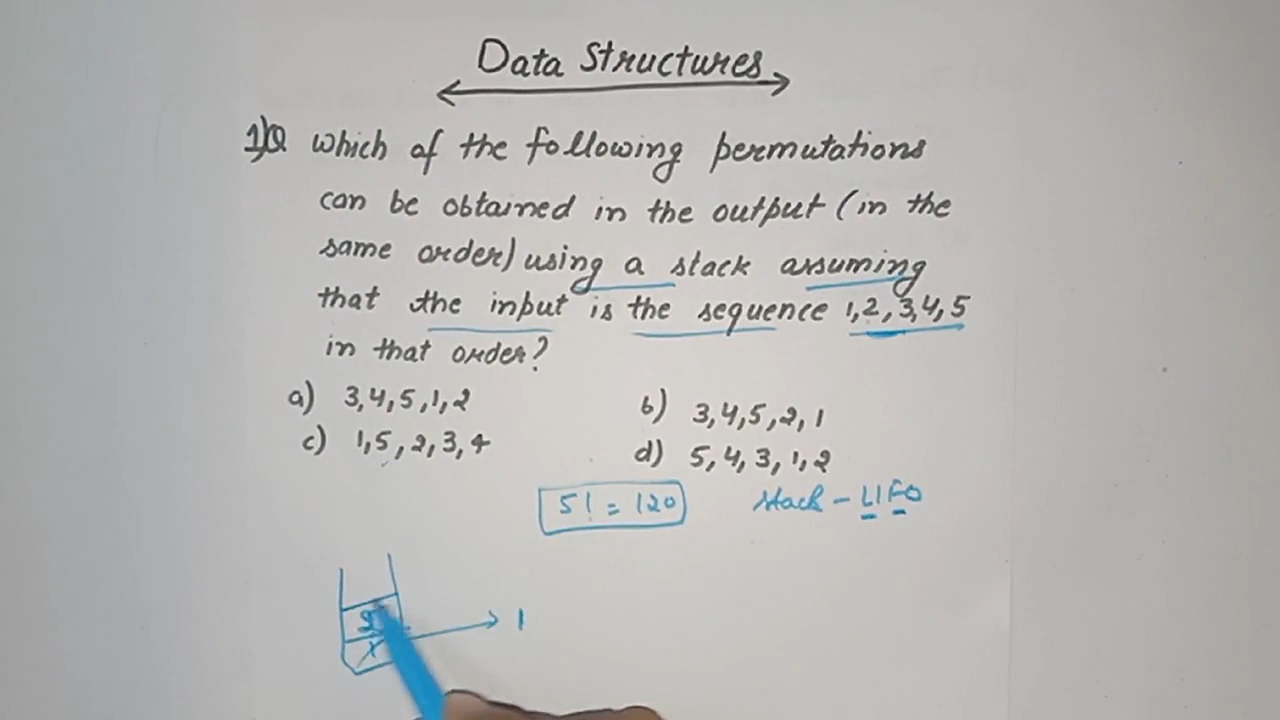 Data Structures
1)Q Which of the following permutations
can be obtained in the output (in the
same order) using a stack assuming
that the input is the sequence 1,2,3,4,5
in that order?
a) 3,4,5,1,2 b) 3,4,5,2,1
c) 1,5,2,3,4 d) 5,4,3,1,2
5! = 120 stack - LIFO
1